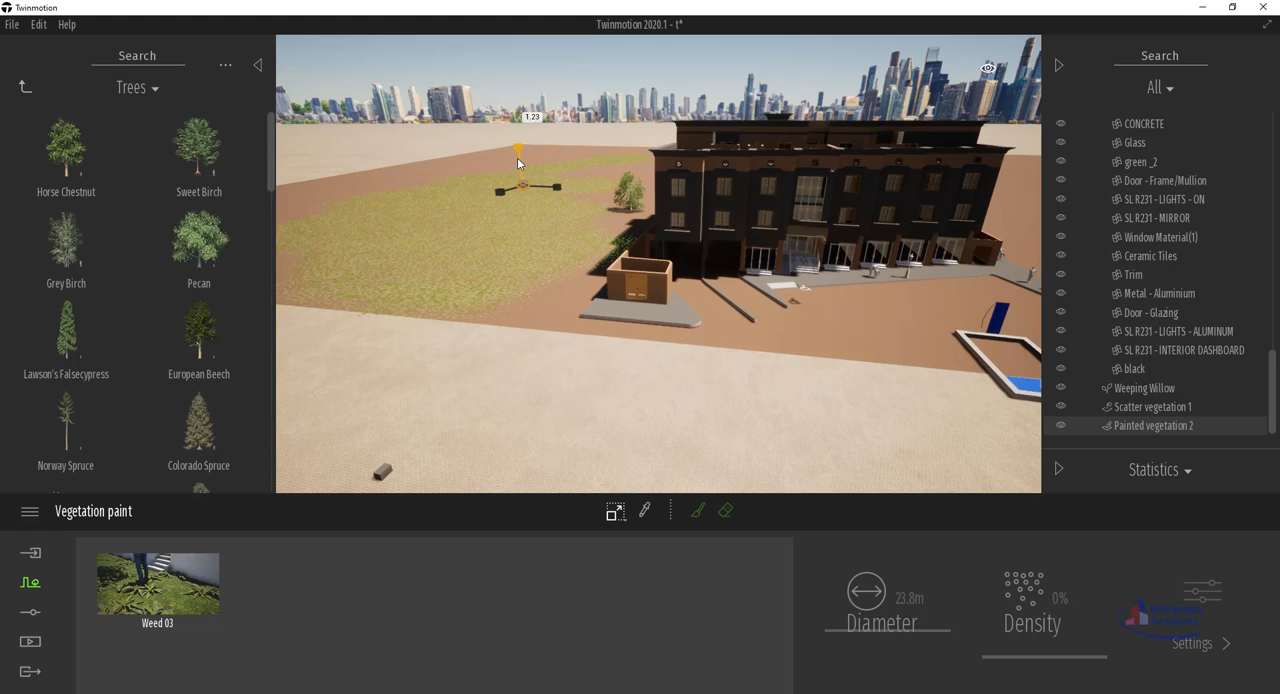 Twinmotion
File Edit Help
Twinmotion 2020.1 - t*
Search
...
Trees
Horse Chestnut
Sweet Birch
Grey Birch
Pecan
Lawson's Falsecypress
European Beech
Norway Spruce
Colorado Spruce
1.23
Search
All
CONCRETE
Glass
green _2
Door - Frame/Mullion
SL R231 - LIGHTS - ON
SL R231 - MIRROR
Window Material(1)
Ceramic Tiles
Trim
Metal - Aluminium
Door - Glazing
SL R231 - LIGHTS - ALUMINUM
SL R231 - INTERIOR DASHBOARD
black
Weeping Willow
Scatter vegetation 1
Painted vegetation 2
Statistics
Vegetation paint
Weed 03
23.8m
Diameter
0%
Density
Settings